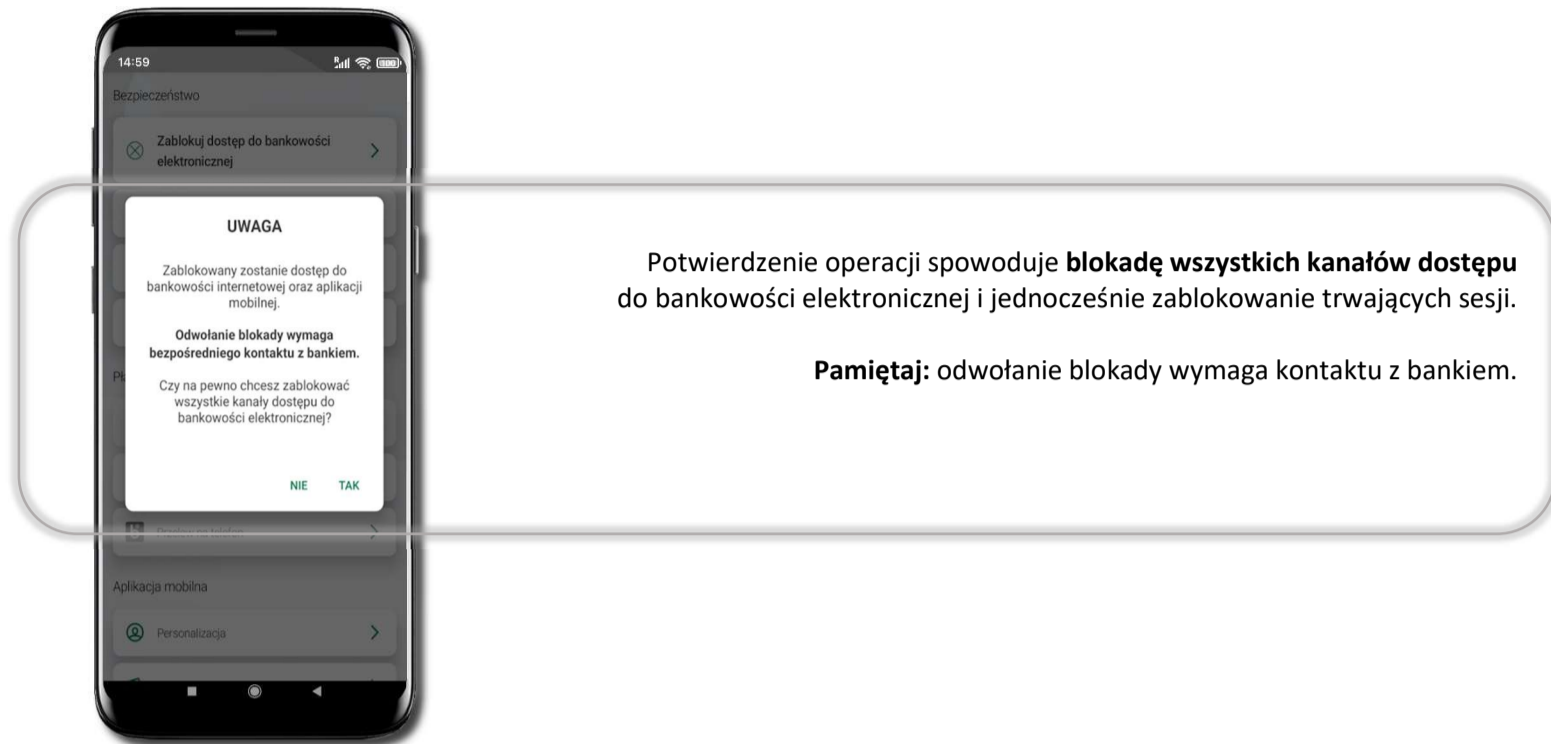 14:59
Bezpieczeństwo
Zablokuj dostęp do bankowości
elektronicznej
UWAGA
Zablokowany zostanie dostęp do
bankowości internetowej oraz aplikacji
mobilnej.
Odwołanie blokady wymaga
bezpośredniego kontaktu z bankiem.
Czy na pewno chcesz zablokować
wszystkie kanały dostępu do
bankowości elektronicznej?
NIE TAK
Przelew na telefon
Aplikacja mobilna
Personalizacja
Potwierdzenie operacji spowoduje blokadę wszystkich kanałów dostępu
do bankowości elektronicznej i jednocześnie zablokowanie trwających sesji.
Pamiętaj: odwołanie blokady wymaga kontaktu z bankiem.